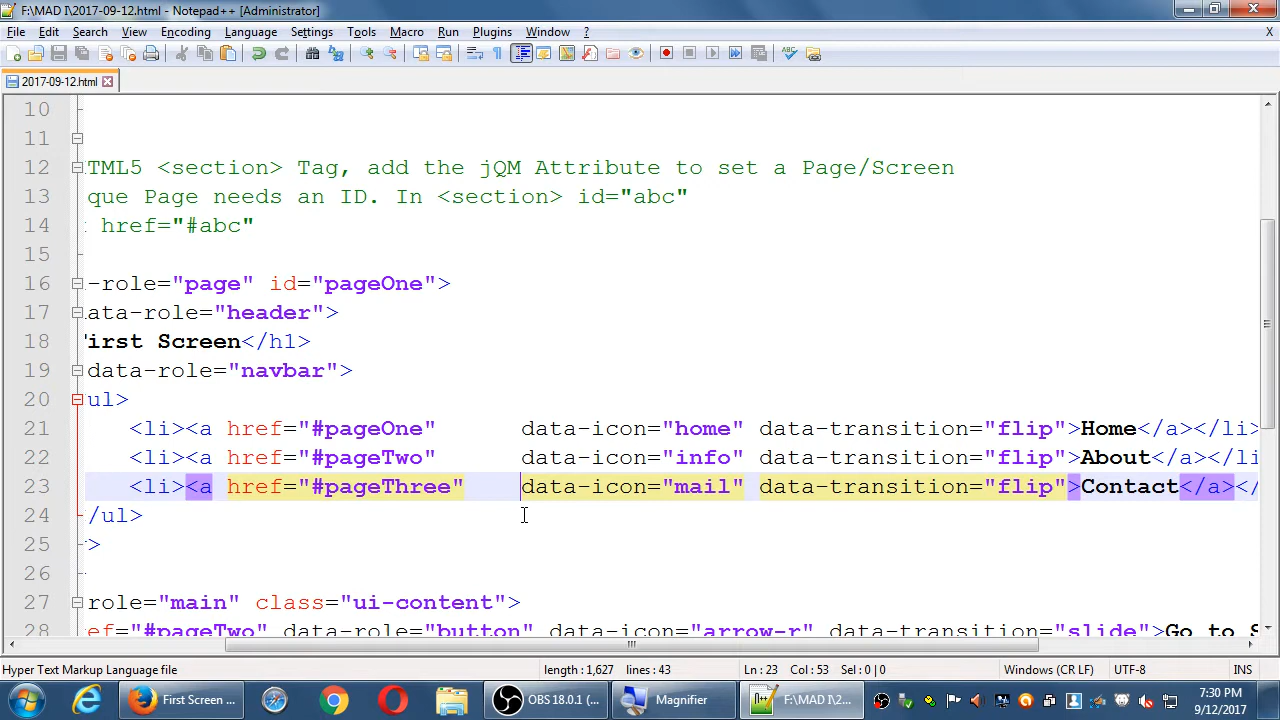 F:\MAD I\2017-09-12.html - Notepad++ [Administrator]
File Edit Search View Encoding Language Settings Tools Macro Run Plugins Window ? X
2017-09-12.html
10
11
12 TML5 <section> Tag, add the jQM Attribute to set a Page/Screen
13 que Page needs an ID. In <section> id="abc"
14 : href="#abc"
15
16 -role="page" id="pageOne">
17 ata-role="header">
18 irst Screen</h1>
19 data-role="navbar">
20 ul>
21 <li><a href="#pageOne" data-icon="home" data-transition="flip">Home</a></li>
22 <li><a href="#pageTwo" data-icon="info" data-transition="flip">About</a></li
23 <li><a href="#pageThree" data-icon="mail" data-transition="flip">Contact</a></
24 /ul>
25 >
26
27 role="main" class="ui-content">
28 ef="#pageTwo" data-role="button" data-icon="arrow-r" data-transition="slide">Go to S
Hyper Text Markup Language file length : 1,627 lines : 43 Ln : 23 Col : 53 Sel : 0 | 0 Windows (CR LF) UTF-8 INS
First Screen ... OBS 18.0.1 (... Magnifier F:\MAD I\2... 7:30 PM
9/12/2017